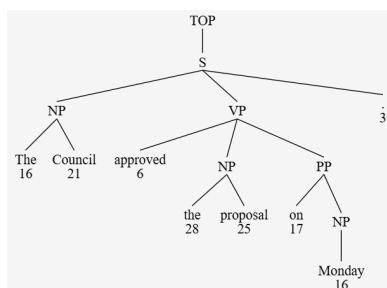 TOP
S
NP VP .
3
The Council approved NP PP
16 21 6
the proposal on NP
28 25 17
Monday
16